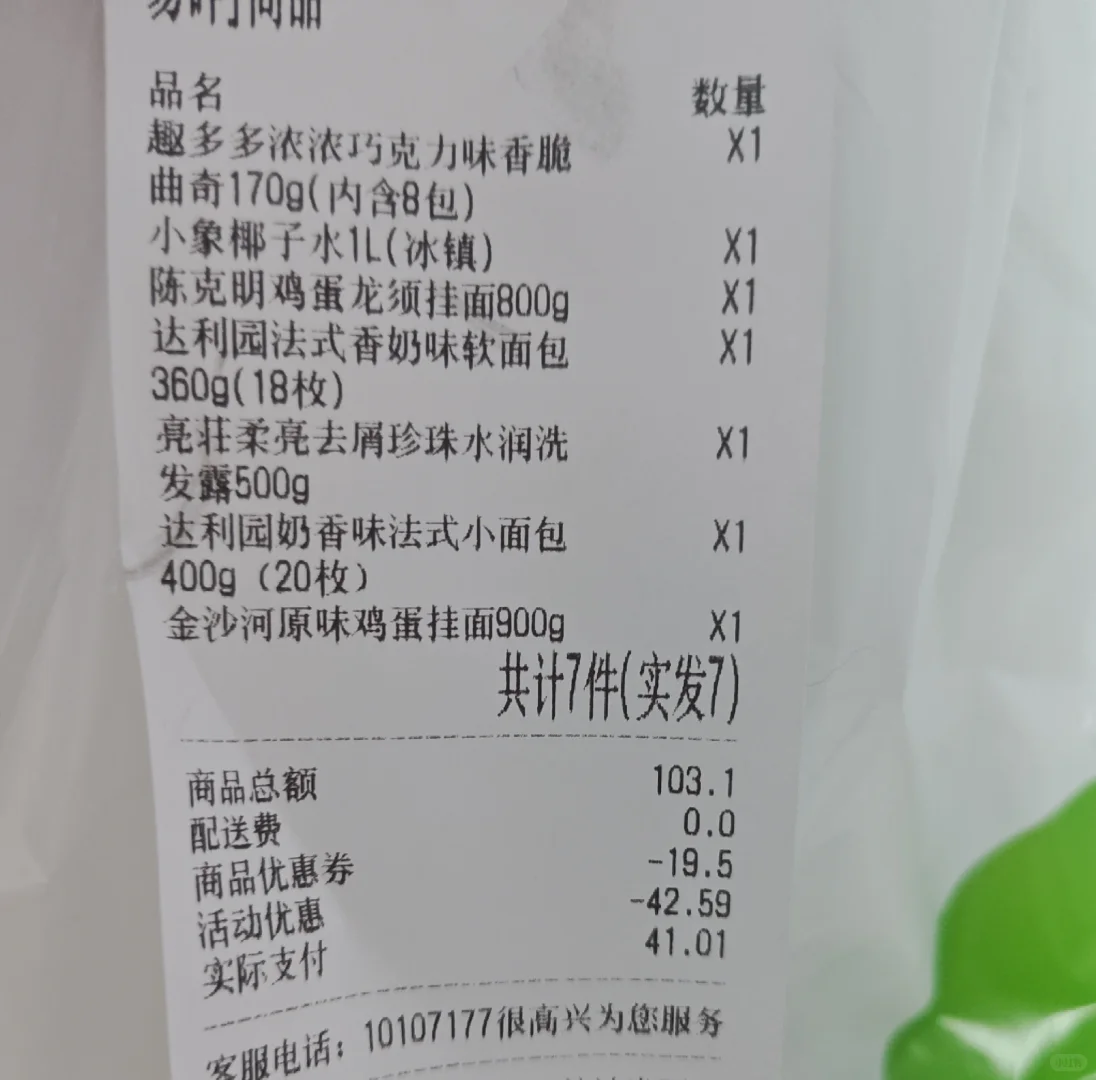 易碎商品
品名 数量
趣多多浓浓巧克力味香脆 X1
曲奇170g(内含8包)
小象椰子水1L(冰镇) X1
陈克明鸡蛋龙须挂面800g X1
达利园法式香奶味软面包 X1
360g(18枚)
亮荘柔亮去屑珍珠水润洗 X1
发露500g
达利园奶香味法式小面包 X1
400g（20枚）
金沙河原味鸡蛋挂面900g X1
共计7件(实发7)
商品总额 103.1
配送费 0.0
商品优惠券 -19.5
活动优惠 -42.59
实际支付 41.01
客服电话：10107177很高兴为您服务